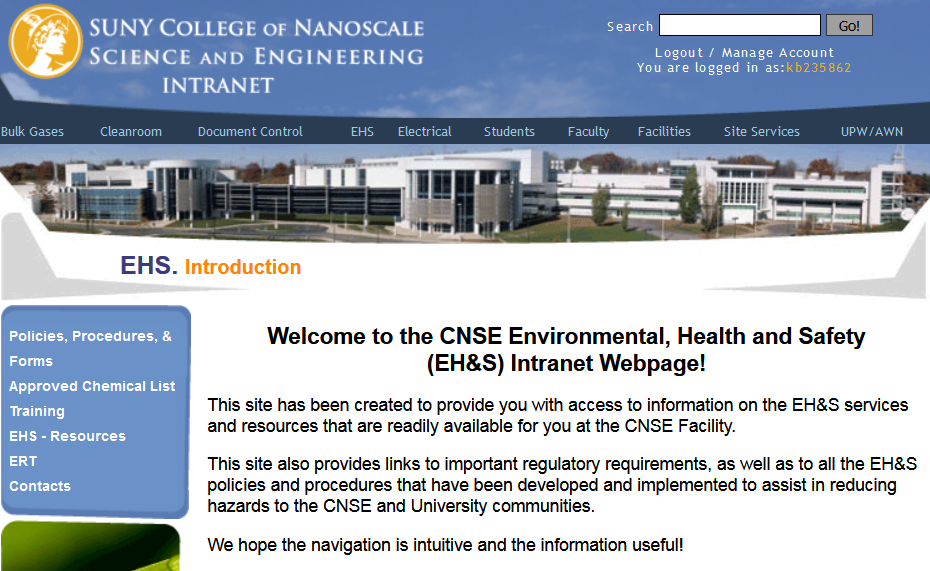 SUNY COLLEGE OF NANOSCALE
SCIENCE AND ENGINEERING
INTRANET
Search Go!
Logout / Manage Account
You are logged in as:kb235862
Bulk Gases Cleanroom Document Control EHS Electrical Students Faculty Facilities Site Services UPW/AWN
EHS. Introduction
Policies, Procedures, &
Forms
Approved Chemical List
Training
EHS - Resources
ERT
Contacts
Welcome to the CNSE Environmental, Health and Safety
(EH&S) Intranet Webpage!
This site has been created to provide you with access to information on the EH&S services
and resources that are readily available for you at the CNSE Facility.
This site also provides links to important regulatory requirements, as well as to all the EH&S
policies and procedures that have been developed and implemented to assist in reducing
hazards to the CNSE and University communities.
We hope the navigation is intuitive and the information useful!